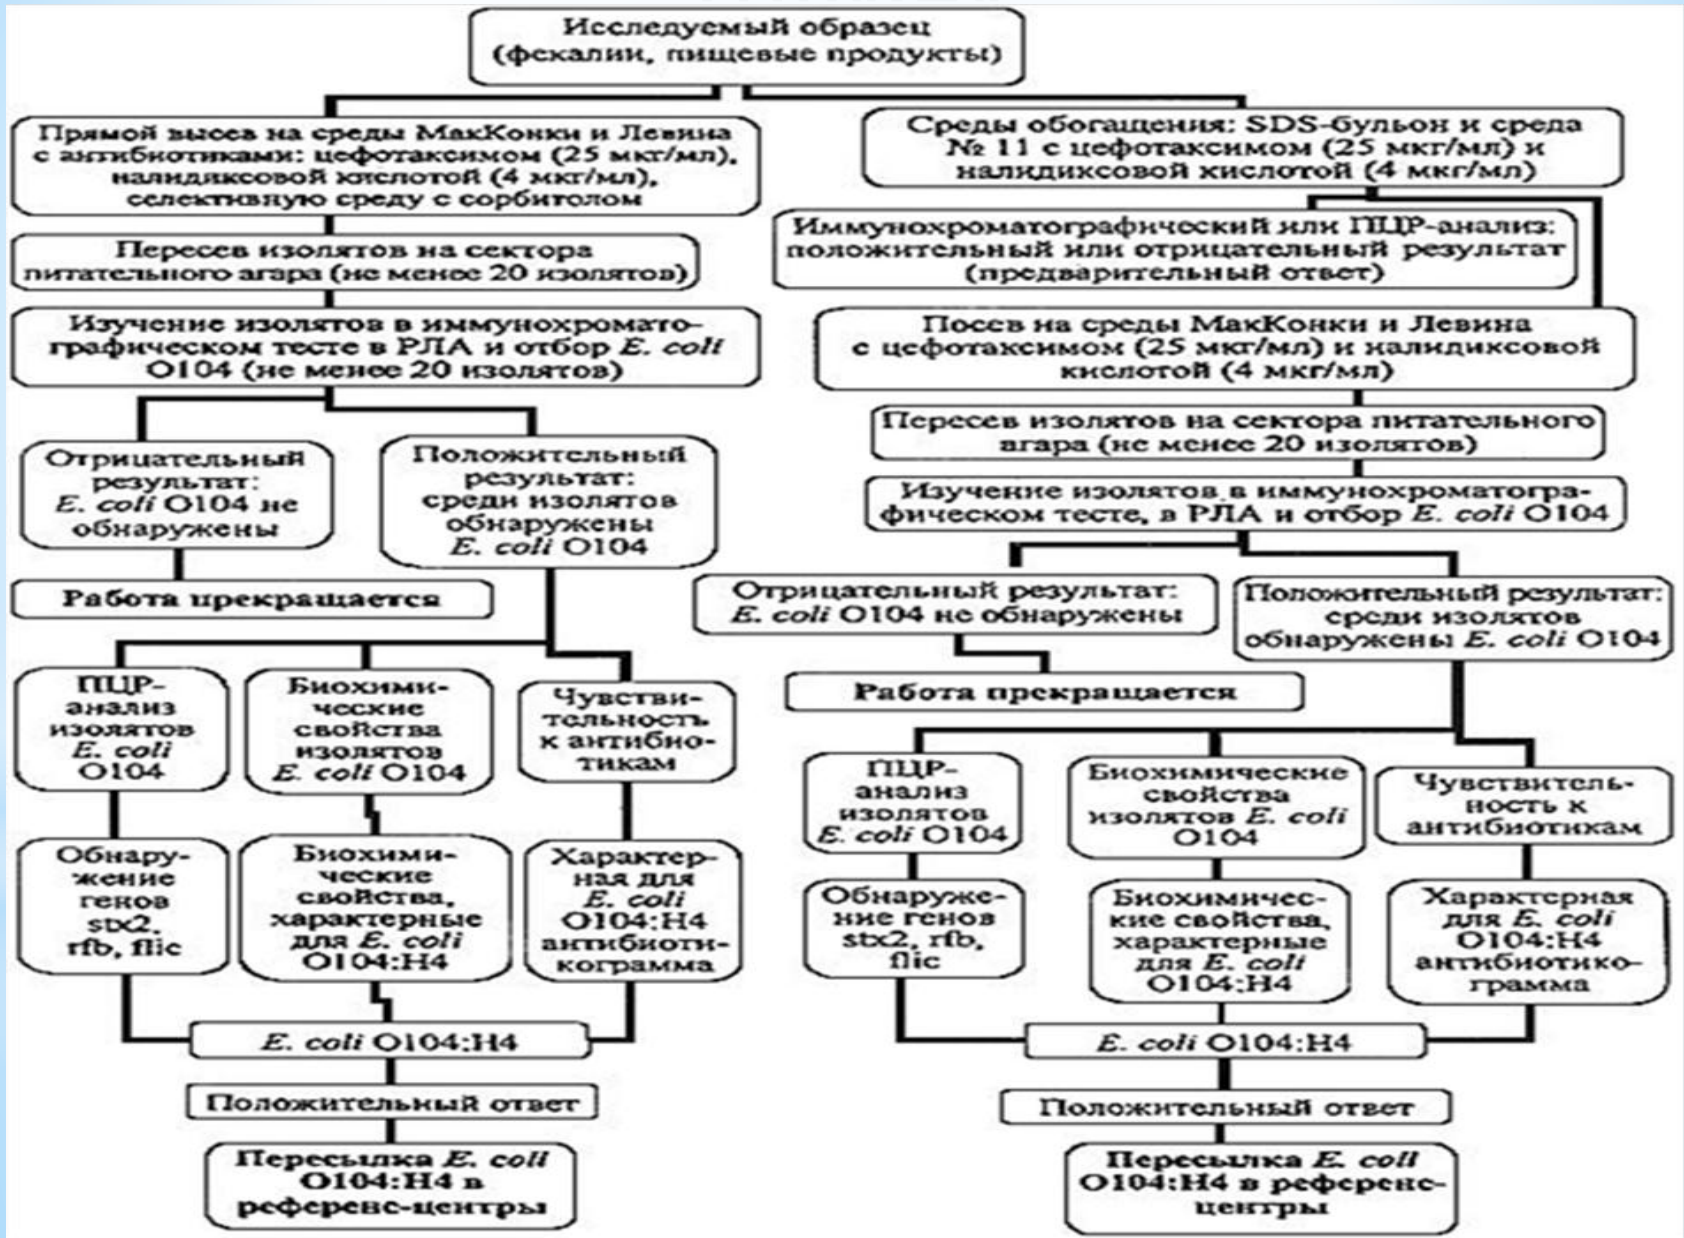 Исследуемый образец
(фекалии, пищевые продукты)
Прямой высев на среды МакКонки и Левина
с антибиотиками: цефотаксимом (25 мкг/мл),
налидиксовой кислотой (4 мкг/мл),
селективную среду с сорбитолом
Пересев изолятов на сектора
питательного агара (не менее 20 изолятов)
Изучение изолятов в иммунохромато-
графическом тесте в РЛА и отбор E. coli
O104 (не менее 20 изолятов)
Отрицательный
результат:
E. coli O104 не
обнаружены
Работа прекращается
Положительный
результат:
среди изолятов
обнаружены
E. coli O104
ПЦР-
анализ
изолятов
E. coli
O104
Биохими-
ческие
свойства
изолятов
E. coli O104
Чувстви-
тельность
к антибио-
тикам
Обнару-
жение
генов
stx2,
rfb, flic
Биохими-
ческие
свойства,
характерные
для E. coli
O104:H4
Характер-
ная для
E. coli
O104:H4
антибиоти-
кограмма
E. coli O104:H4
Положительный ответ
Пересылка E. coli
O104:H4 в
референс-центры
Среды обогащения: SDS-бульон и среда
№ 11 с цефотаксимом (25 мкг/мл) и
налидиксовой кислотой (4 мкг/мл)
Иммунохроматографический или ПЦР-анализ:
положительный или отрицательный результат
(предварительный ответ)
Посев на среды МакКонки и Левина
с цефотаксимом (25 мкг/мл) и налидиксовой
кислотой (4 мкг/мл)
Пересев изолятов на сектора питательного
агара (не менее 20 изолятов)
Изучение изолятов в иммунохроматогра-
фическом тесте, в РЛА и отбор E. coli O104
Отрицательный результат:
E. coli O104 не обнаружены
Работа прекращается
Положительный результат:
среди изолятов
обнаружены E. coli O104
ПЦР-
анализ
изолятов
E. coli O104
Биохимические
свойства
изолятов E. coli
O104
Чувствитель-
ность к
антибиотикам
Обнаруже-
ние генов
stx2, rfb,
flic
Биохимичес-
кие свойства,
характерные
для E. coli
O104:H4
Характерная
для E. coli
O104:H4
антибиотико-
грамма
E. coli O104:H4
Положительный ответ
Пересылка E. coli
O104:H4 в референс-
центры